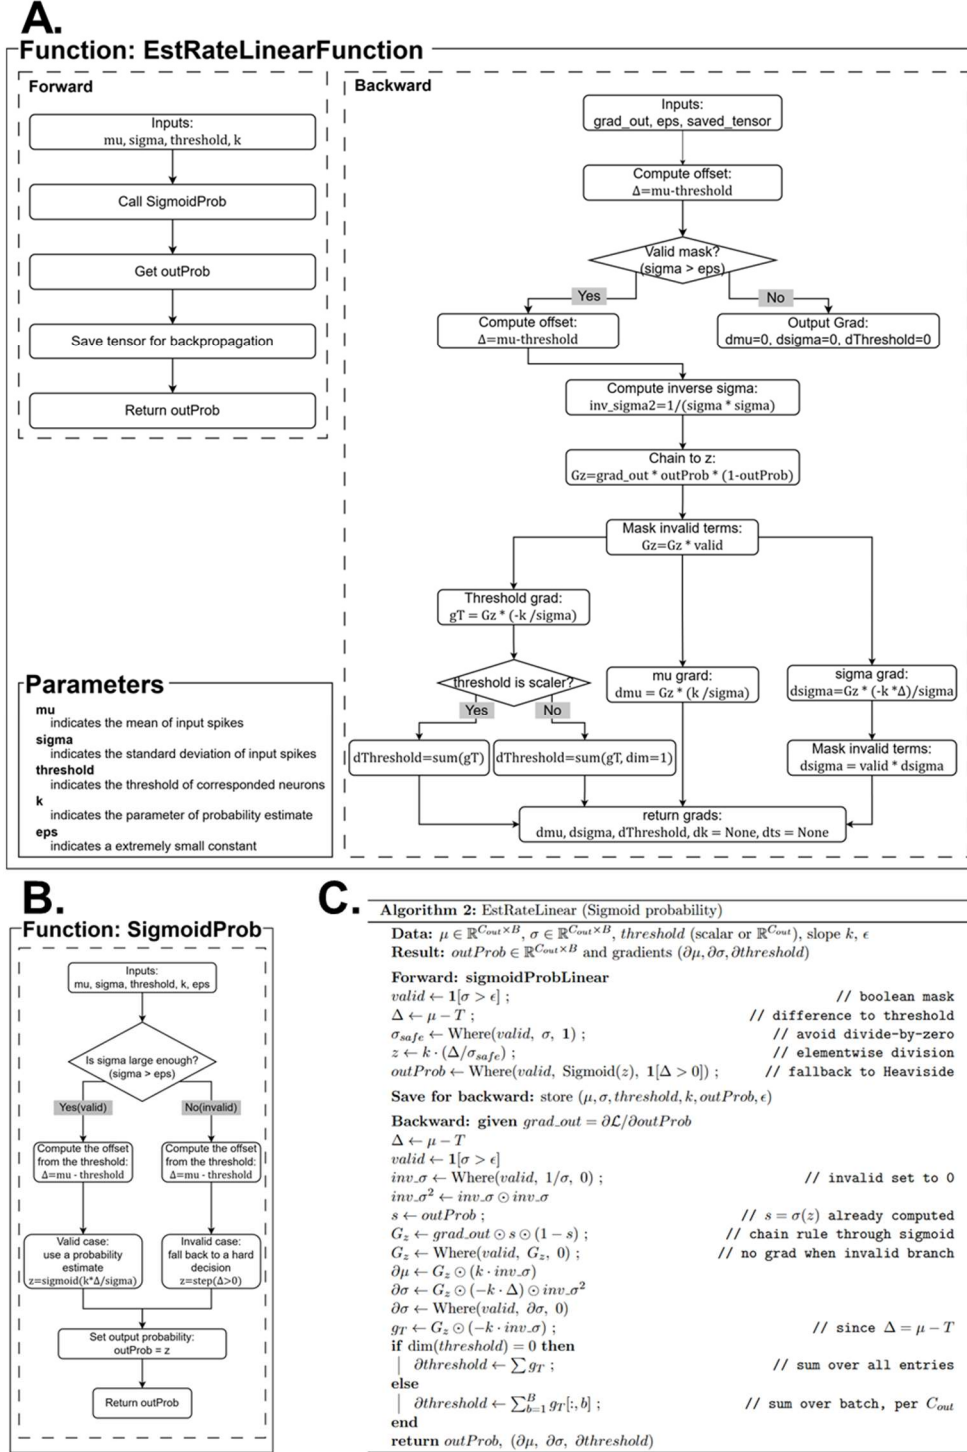 A.
Function: EstRateLinearFunction
Forward
Inputs:
mu, sigma, threshold, k
Call SigmoidProb
Get outProb
Save tensor for backpropagation
Return outProb
Backward
Inputs:
grad_out, eps, saved_tensor
Compute offset:
Δ=mu-threshold
Valid mask?
(sigma > eps)
Yes
No
Compute offset:
Δ=mu-threshold
Output Grad:
dmu=0, dsigma=0, dThreshold=0
Compute inverse sigma:
inv_sigma2=1/(sigma * sigma)
Chain to z:
Gz=grad_out * outProb * (1-outProb)
Mask invalid terms:
Gz=Gz * valid
Threshold grad:
gT = Gz * (-k /sigma)
threshold is scaler?
Yes
No
dThreshold=sum(gT)
dThreshold=sum(gT, dim=1)
mu grard:
dmu = Gz * (k /sigma)
sigma grad:
dsigma=Gz * (-k *Δ)/sigma
Mask invalid terms:
dsigma = valid * dsigma
return grads:
dmu, dsigma, dThreshold, dk = None, dts = None
Parameters
mu
indicates the mean of input spikes
sigma
indicates the standard deviation of input spikes
threshold
indicates the threshold of corresponded neurons
k
indicates the parameter of probability estimate
eps
indicates a extremely small constant
B.
Function: SigmoidProb
Inputs:
mu, sigma, threshold, k, eps
Is sigma large enough?
(sigma > eps)
Yes(valid)
No(invalid)
Compute the offset
from the threshold:
Δ=mu - threshold
Compute the offset
from the threshold:
Δ=mu - threshold
Valid case:
use a probability
estimate
z=sigmoid(k*Δ/sigma)
Invalid case:
fall back to a hard
decision
z=step(Δ>0)
Set output probability:
outProb = z
Return outProb
C.
Algorithm 2: EstRateLinear (Sigmoid probability)
Data: μ ∈ ℝ^{C_out×B}, σ ∈ ℝ^{C_out×B}, threshold (scalar or ℝ^{C_out}), slope k, ϵ
Result: outProb ∈ ℝ^{C_out×B} and gradients (∂μ, ∂σ, ∂threshold)
Forward: sigmoidProbLinear
valid ← 1[σ > ϵ] ; // boolean mask
Δ ← μ − T ; // difference to threshold
σ_safe ← Where(valid, σ, 1) ; // avoid divide-by-zero
z ← k · (Δ/σ_safe) ; // elementwise division
outProb ← Where(valid, Sigmoid(z), 1[Δ > 0]) ; // fallback to Heaviside
Save for backward: store (μ, σ, threshold, k, outProb, ϵ)
Backward: given grad_out = ∂ℒ/∂outProb
Δ ← μ − T
valid ← 1[σ > ϵ]
inv_σ ← Where(valid, 1/σ, 0) ; // invalid set to 0
inv_σ² ← inv_σ ⊙ inv_σ
s ← outProb ; // s = σ(z) already computed
G_z ← grad_out ⊙ s ⊙ (1 − s) ; // chain rule through sigmoid
G_z ← Where(valid, G_z, 0) ; // no grad when invalid branch
∂μ ← G_z ⊙ (k · inv_σ)
∂σ ← G_z ⊙ (−k · Δ) ⊙ inv_σ²
∂σ ← Where(valid, ∂σ, 0)
g_T ← G_z ⊙ (−k · inv_σ) ; // since Δ = μ − T
if dim(threshold) = 0 then
∂threshold ← ∑ g_T ; // sum over all entries
else
∂threshold ← ∑_{b=1}^{B} g_T[:, b] ; // sum over batch, per C_out
end
return outProb, (∂μ, ∂σ, ∂threshold)